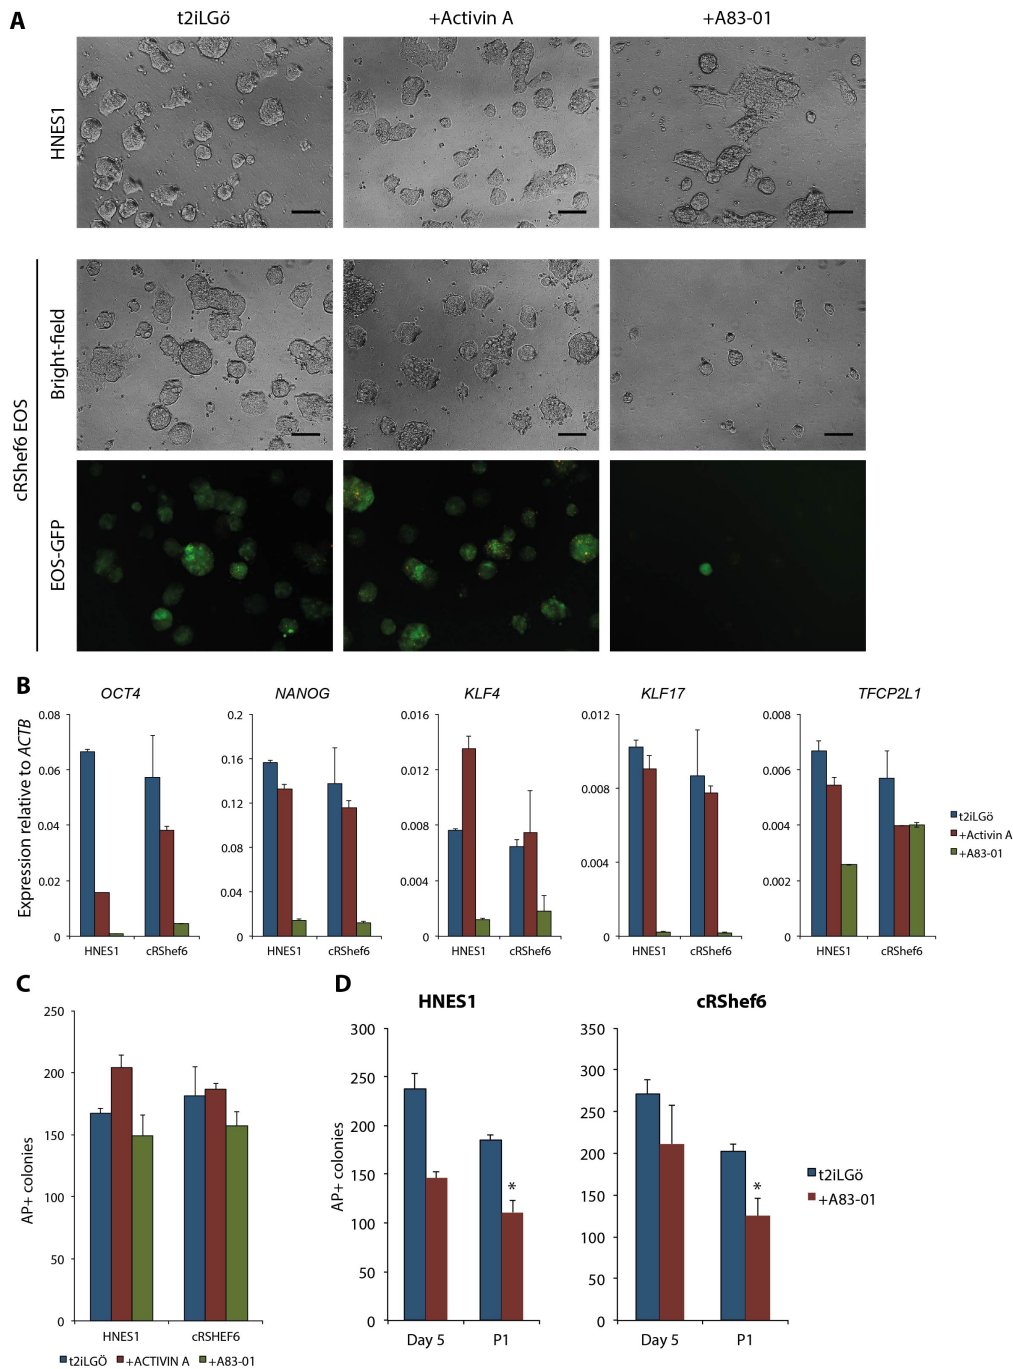 A
t2iLGö
+Activin A
+A83-01
HNES1
cRShef6 EOS
Bright-field
EOS-GFP
B
OCT4
NANOG
KLF4
KLF17
TFCP2L1
Expression relative to ACTB
0.08
0.06
0.04
0.02
0
HNES1
cRShef6
0.2
0.16
0.12
0.08
0.04
0
HNES1
cRShef6
0.016
0.012
0.008
0.004
0
HNES1
cRShef6
0.012
0.008
0.004
0
HNES1
cRShef6
0.008
0.006
0.004
0.002
0
HNES1
cRShef6
t2iLGö
+Activin A
+A83-01
C
AP+ colonies
250
200
150
100
50
0
HNES1
cRSHEF6
t2iLGÖ
+ACTIVIN A
+A83-01
D
HNES1
AP+ colonies
300
250
200
150
100
50
0
*
Day 5
P1
cRShef6
350
300
250
200
150
100
50
0
*
Day 5
P1
t2iLGö
+A83-01